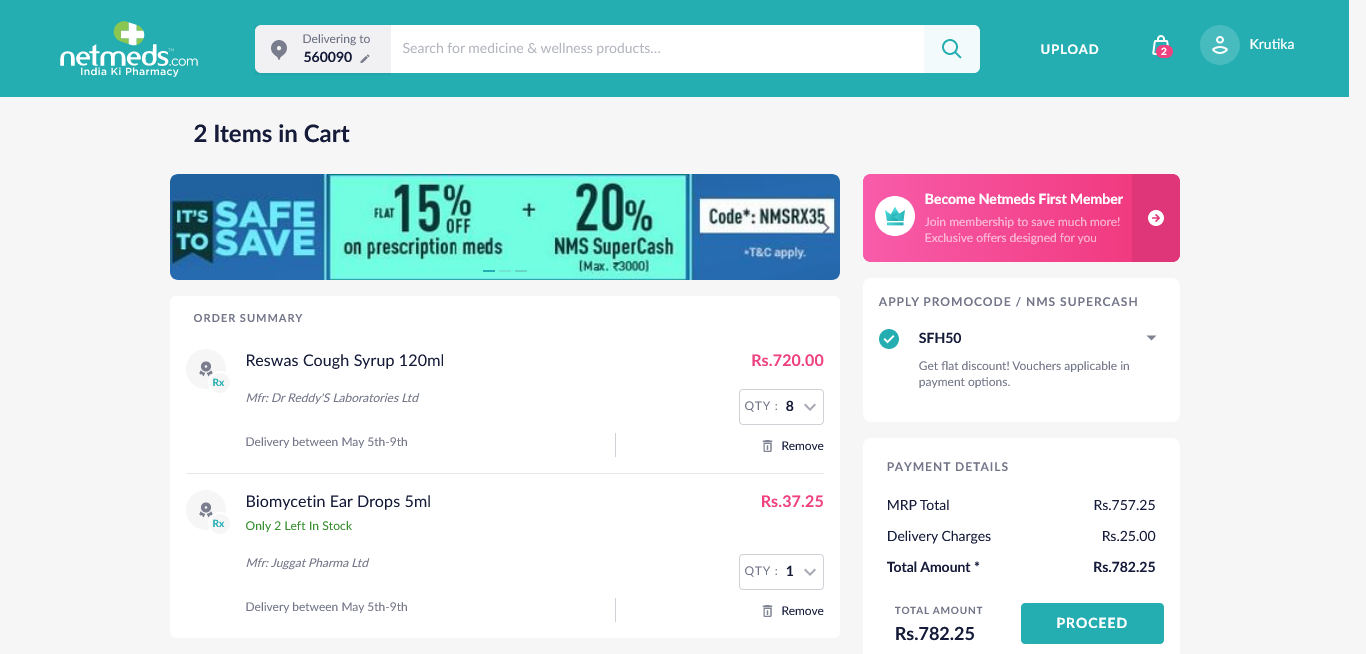 netmeds.com
India Ki Pharmacy
Delivering to
560090
Search for medicine & wellness products...
UPLOAD
2
Krutika
2 Items in Cart
IT'S TO
SAFE SAVE
FLAT 15% OFF
on prescription meds
+
20%
NMS SuperCash
(Max. ₹3000)
Code*: NMSRX35
*T&C apply.
Become Netmeds First Member
Join membership to save much more!
Exclusive offers designed for you
ORDER SUMMARY
Rx
Reswas Cough Syrup 120ml
Rs.720.00
Mfr: Dr Reddy'S Laboratories Ltd
QTY : 8
Delivery between May 5th-9th
Remove
Rx
Biomycetin Ear Drops 5ml
Rs.37.25
Only 2 Left In Stock
Mfr: Juggat Pharma Ltd
QTY : 1
Delivery between May 5th-9th
Remove
APPLY PROMOCODE / NMS SUPERCASH
SFH50
Get flat discount! Vouchers applicable in
payment options.
PAYMENT DETAILS
MRP Total Rs.757.25
Delivery Charges Rs.25.00
Total Amount * Rs.782.25
TOTAL AMOUNT
Rs.782.25
PROCEED